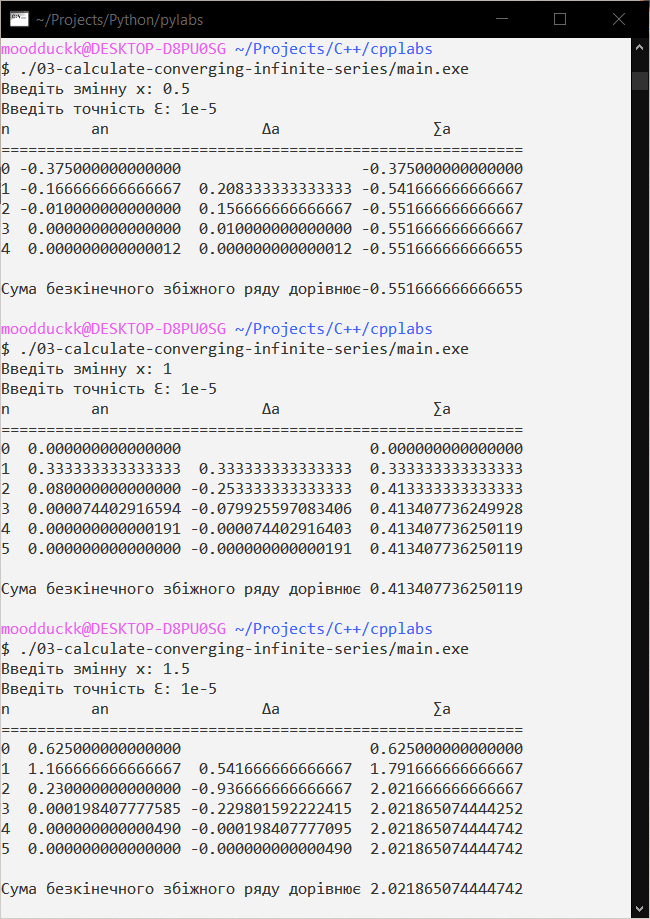 ~/Projects/Python/pylabs
moodduckk@DESKTOP-D8PU0SG ~/Projects/C++/cpplabs
$ ./03-calculate-converging-infinite-series/main.exe
Введіть змінну x: 0.5
Введіть точність Ɛ: 1e-5
n         an                 Δa                 ∑a
==========================================================
0 -0.375000000000000                    -0.375000000000000
1 -0.166666666666667  0.208333333333333 -0.541666666666667
2 -0.010000000000000  0.156666666666667 -0.551666666666667
3  0.000000000000000  0.010000000000000 -0.551666666666667
4  0.000000000000012  0.000000000000012 -0.551666666666655
Сума безкінечного збіжного ряду дорівнює-0.551666666666655
moodduckk@DESKTOP-D8PU0SG ~/Projects/C++/cpplabs
$ ./03-calculate-converging-infinite-series/main.exe
Введіть змінну x: 1
Введіть точність Ɛ: 1e-5
n         an                 Δa                 ∑a
==========================================================
0  0.000000000000000                     0.000000000000000
1  0.333333333333333  0.333333333333333  0.333333333333333
2  0.080000000000000 -0.253333333333333  0.413333333333333
3  0.000074402916594 -0.079925597083406  0.413407736249928
4  0.000000000000191 -0.000074402916403  0.413407736250119
5  0.000000000000000 -0.000000000000191  0.413407736250119
Сума безкінечного збіжного ряду дорівнює 0.413407736250119
moodduckk@DESKTOP-D8PU0SG ~/Projects/C++/cpplabs
$ ./03-calculate-converging-infinite-series/main.exe
Введіть змінну x: 1.5
Введіть точність Ɛ: 1e-5
n         an                 Δa                 ∑a
==========================================================
0  0.625000000000000                     0.625000000000000
1  1.166666666666667  0.541666666666667  1.791666666666667
2  0.230000000000000 -0.936666666666667  2.021666666666667
3  0.000198407777585 -0.229801592222415  2.021865074444252
4  0.000000000000490 -0.000198407777095  2.021865074444742
5  0.000000000000000 -0.000000000000490  2.021865074444742
Сума безкінечного збіжного ряду дорівнює 2.021865074444742